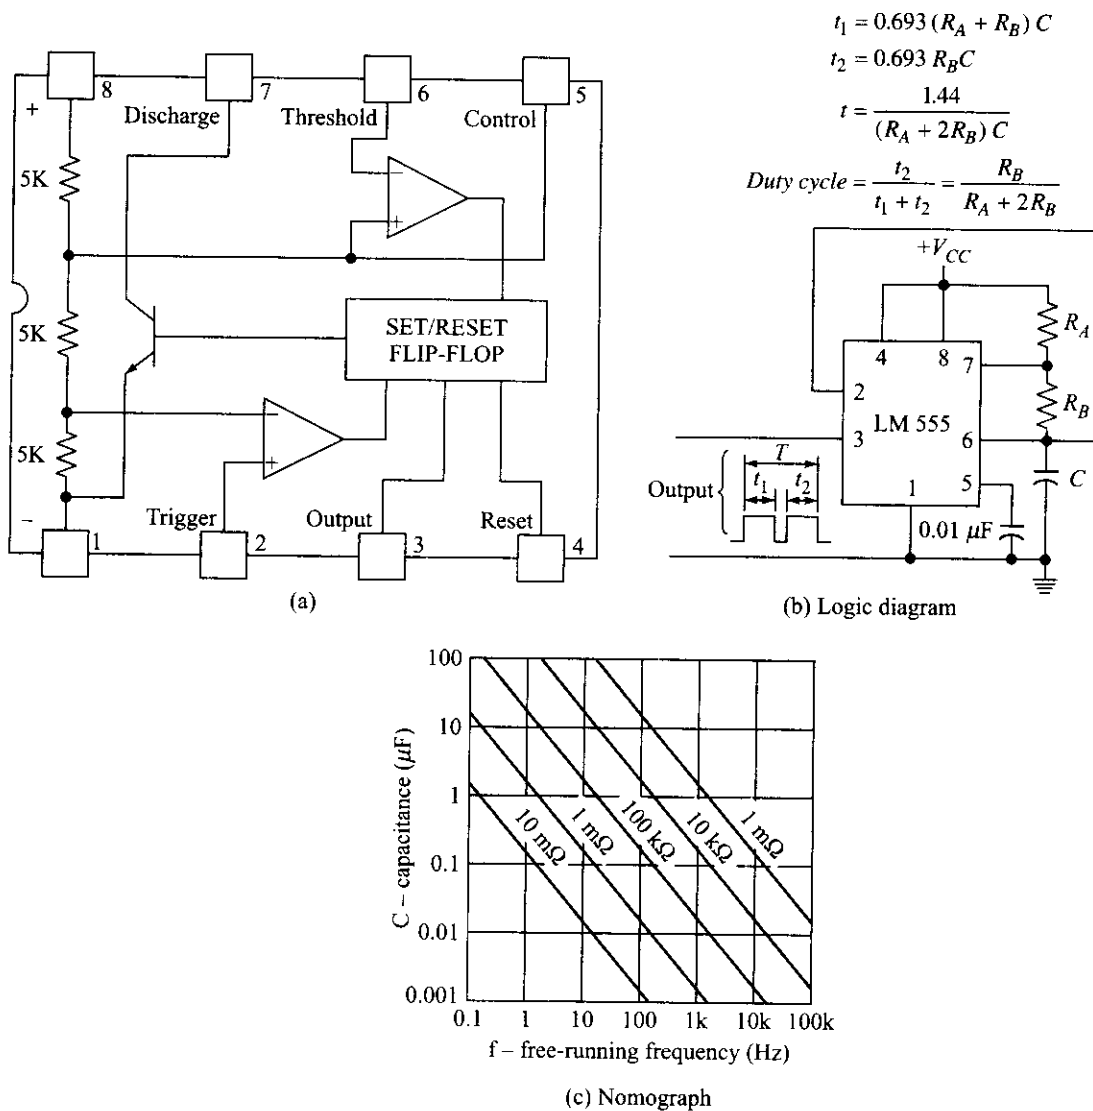 t₁ = 0.693 (R_A + R_B) C
t₂ = 0.693 R_BC
t = 1.44 / (R_A + 2R_B) C
Duty cycle = t₂ / t₁ + t₂ = R_B / R_A + 2R_B
8
7
6
5
+
Discharge
Threshold
Control
5K
−
+
5K
SET/RESET
FLIP-FLOP
5K
−
+
−
Trigger
Output
Reset
1
2
3
4
(a)
+V_CC
4
8
7
R_A
2
R_B
LM 555
3
6
T
t₁
t₂
Output
5
C
1
0.01 μF
(b) Logic diagram
C – capacitance (μF)
100
10
1
0.1
0.01
0.001
10 mΩ
1 mΩ
100 kΩ
10 kΩ
1 mΩ
0.1
1
10
100
1k
10k
100k
f – free-running frequency (Hz)
(c) Nomograph